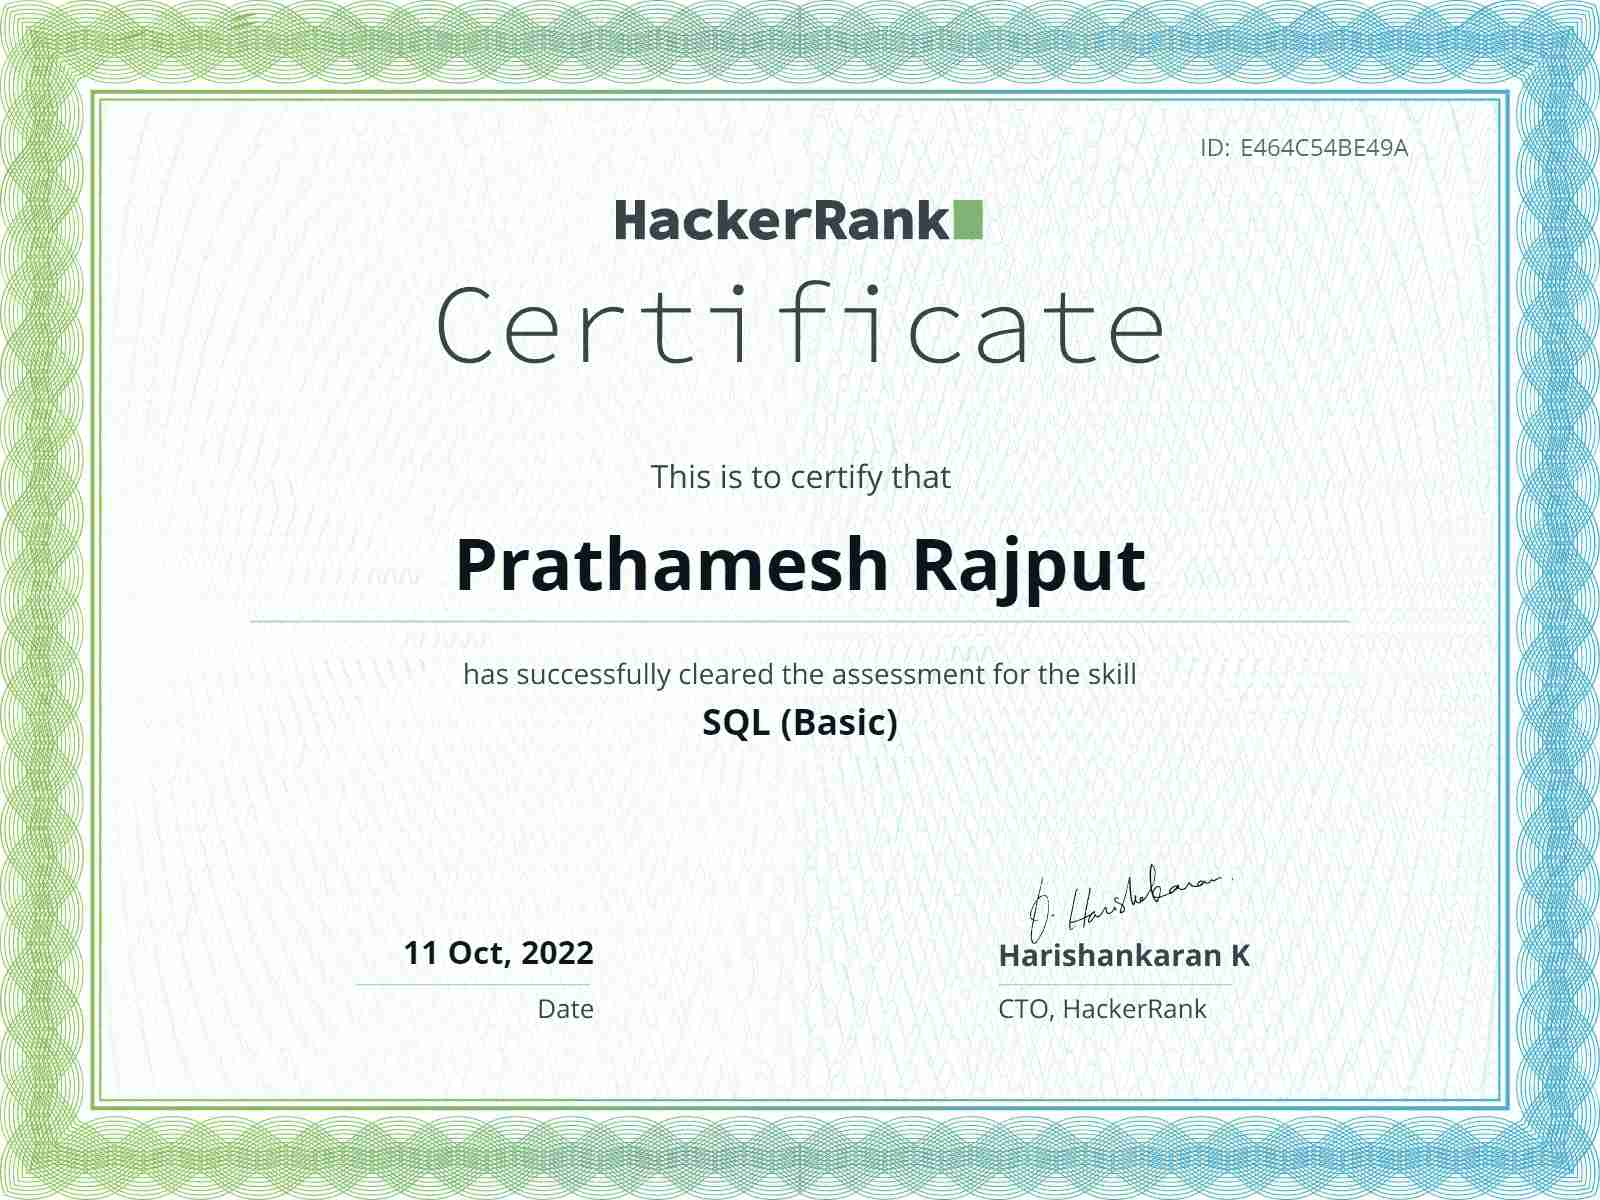 ID: E464C54BE49A
HackerRank
Certificate
This is to certify that
Prathamesh Rajput
has successfully cleared the assessment for the skill
SQL (Basic)
D. Harishankaran.
11 Oct, 2022
Date
Harishankaran K
CTO, HackerRank